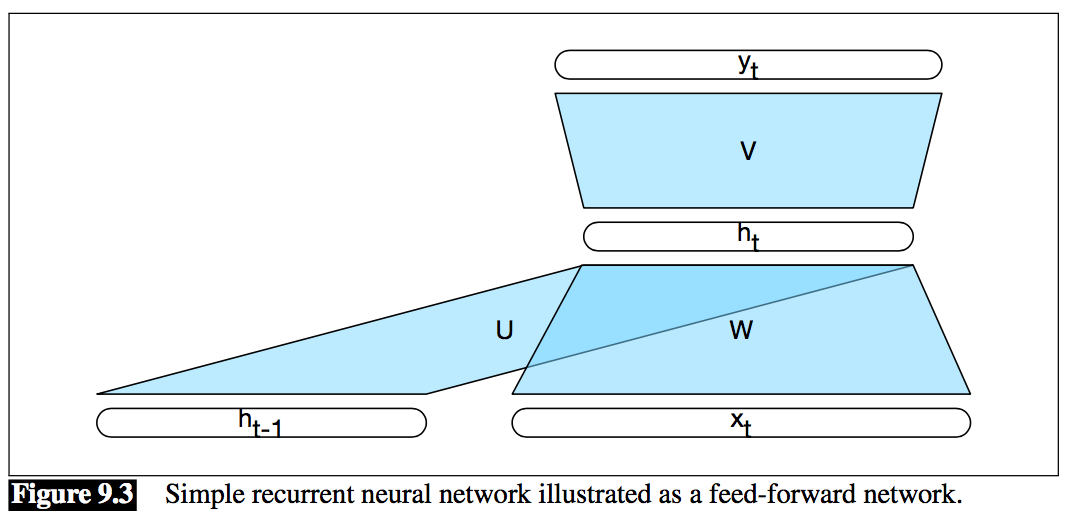 yt
V
ht
U
W
ht-1
xt
Figure 9.3 Simple recurrent neural network illustrated as a feed-forward network.